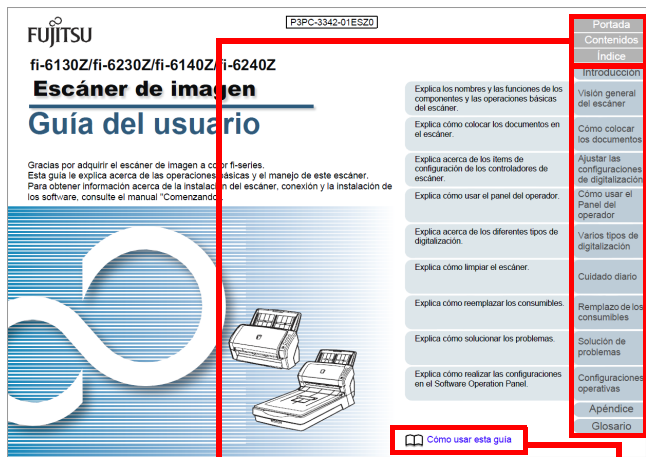 P3PC-3342-01ESZ0
FUJITSU
fi-6130Z/fi-6230Z/fi-6140Z/fi-6240Z
Escáner de imagen
Guía del usuario
Gracias por adquirir el escáner de imagen a color fi-series.
Esta guía le explica acerca de las operaciones básicas y el manejo de este escáner.
Para obtener información acerca de la instalación del escáner, conexión y la instalación de
los software, consulte el manual "Comenzando".
Portada
Contenidos
Índice
Introducción
Explica los nombres y las funciones de los
componentes y las operaciones básicas
del escáner.
Visión general
del escáner
Explica cómo colocar los documentos en
el escáner.
Cómo colocar
los documentos
Explica acerca de los ítems de
configuración de los controladores de
escáner.
Ajustar las
configuraciones
de digitalización
Explica cómo usar el panel del operador.
Cómo usar el
Panel del
operador
Explica acerca de los diferentes tipos de
digitalización.
Varios tipos de
digitalización
Explica cómo limpiar el escáner.
Cuidado diario
Explica cómo reemplazar los consumibles.
Remplazo de los
consumibles
Explica cómo solucionar los problemas.
Solución de
problemas
Explica cómo realizar las configuraciones
en el Software Operation Panel.
Configuraciones
operativas
Apéndice
Glosario
Cómo usar esta guía